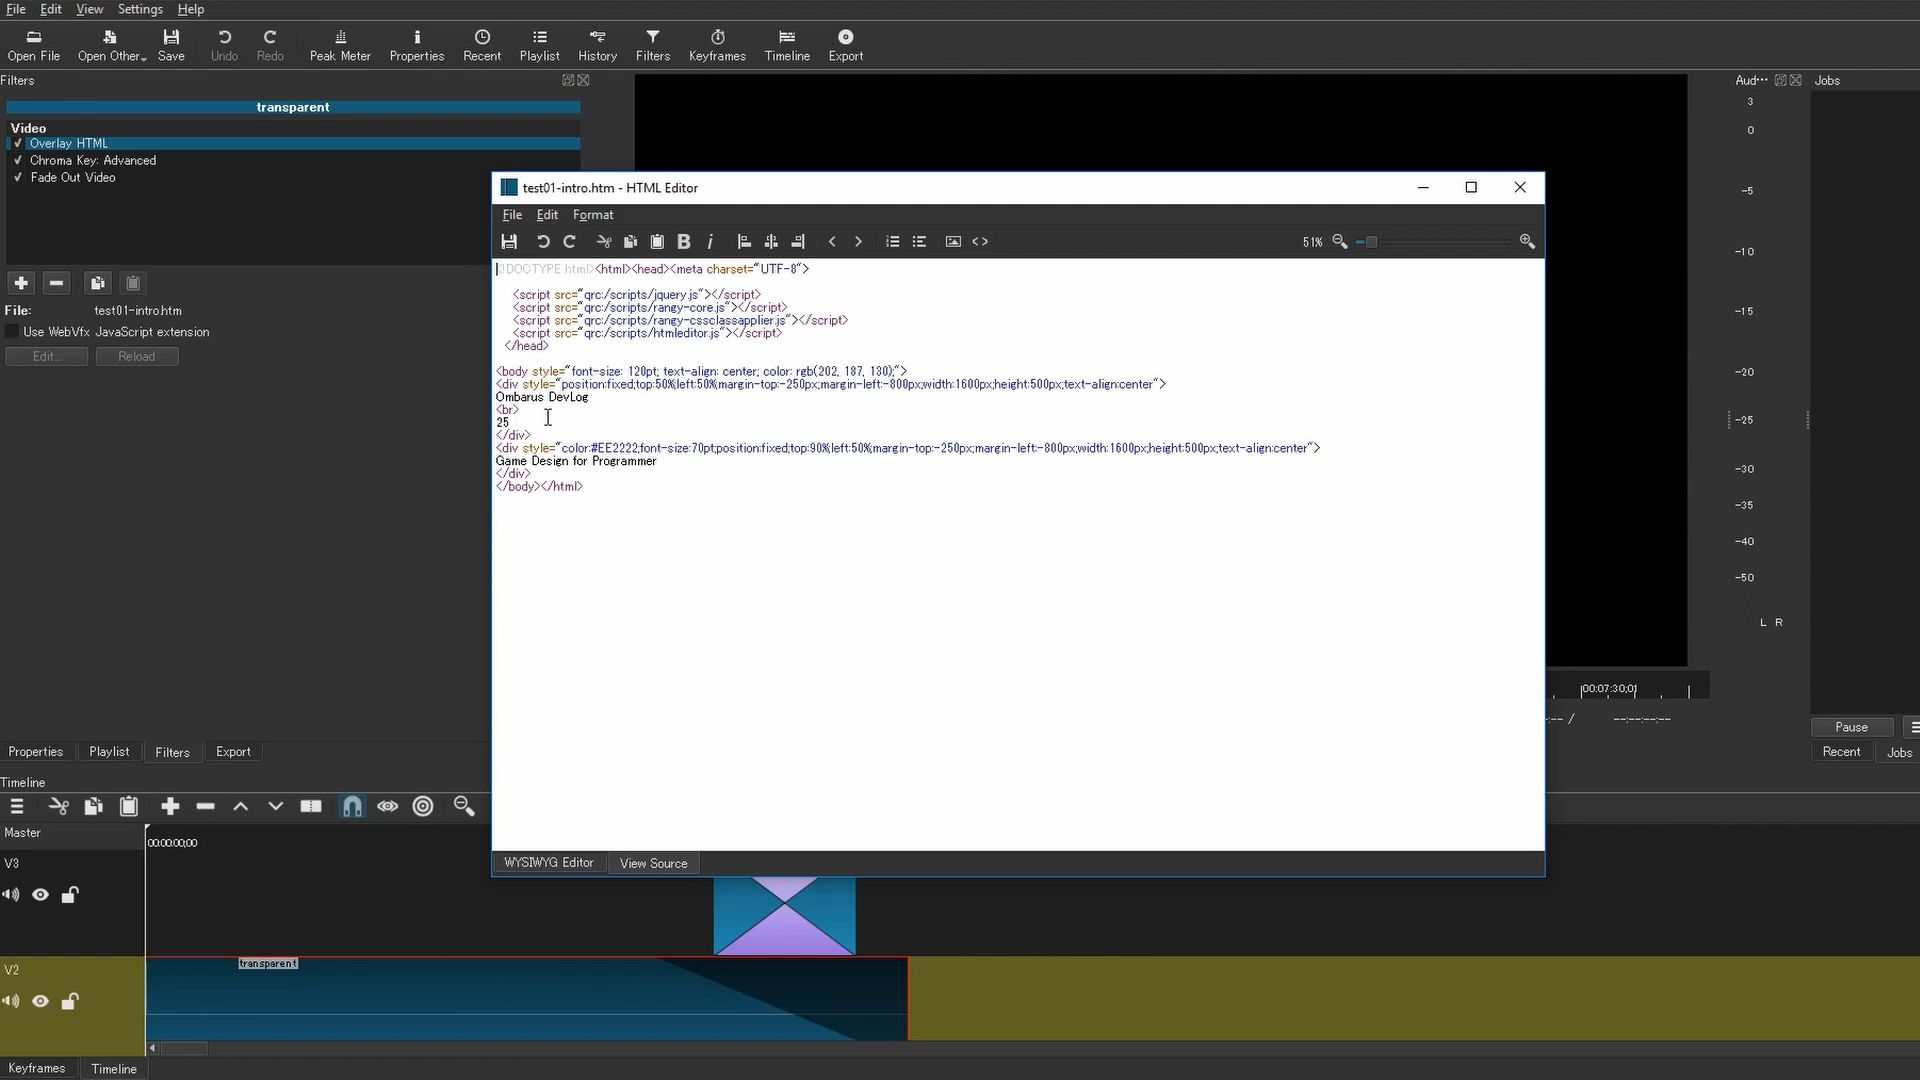 File Edit View Settings Help
Open File Open Other Save Undo Redo Peak Meter Properties Recent Playlist History Filters Keyframes Timeline Export
Filters
transparent
Video
Overlay HTML
Chroma Key: Advanced
Fade Out Video
File: test01-intro.htm
Use WebVfx JavaScript extension
Edit... Reload
test01-intro.htm - HTML Editor
File Edit Format
51%
<!DOCTYPE html><html><head><meta charset="UTF-8">
<script src="qrc:/scripts/jquery.js"></script>
<script src="qrc:/scripts/rangy-core.js"></script>
<script src="qrc:/scripts/rangy-cssclassapplier.js"></script>
<script src="qrc:/scripts/htmleditor.js"></script>
</head>
<body style="font-size: 120pt; text-align: center; color: rgb(202, 187, 130);">
<div style="position:fixed;top:50%;left:50%;margin-top:-250px;margin-left:-800px;width:1600px;height:500px;text-align:center">
Ombarus DevLog
<br>
25
</div>
<div style="color:#EE2222;font-size:70pt;position:fixed;top:90%;left:50%;margin-top:-250px;margin-left:-800px;width:1600px;height:500px;text-align:center">
Game Design for Programmer
</div>
</body></html>
WYSIWYG Editor View Source
Aud...
3
0
-5
-10
-15
-20
-25
-30
-35
-40
-50
L R
Jobs
00:07:30;01
--:-- / --:--:--:--
Pause
Recent Jobs
Properties Playlist Filters Export
Timeline
Master
00:00:00;00
V3
V2
transparent
Keyframes Timeline